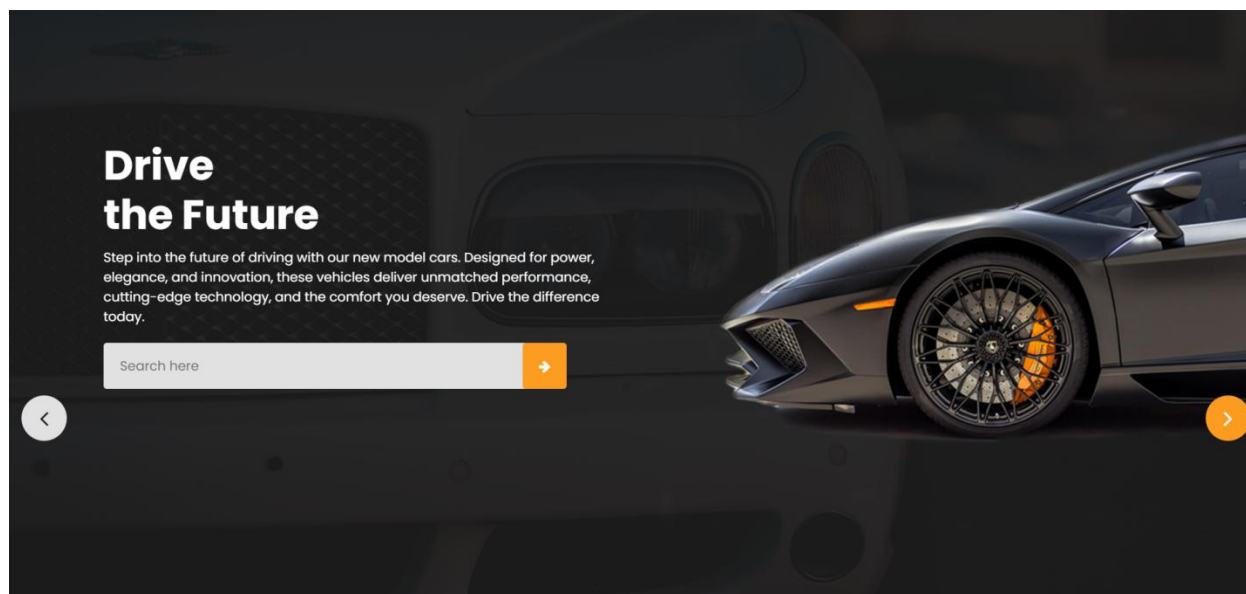 Drive
the Future
Step into the future of driving with our new model cars. Designed for power,
elegance, and innovation, these vehicles deliver unmatched performance,
cutting-edge technology, and the comfort you deserve. Drive the difference
today.
Search here